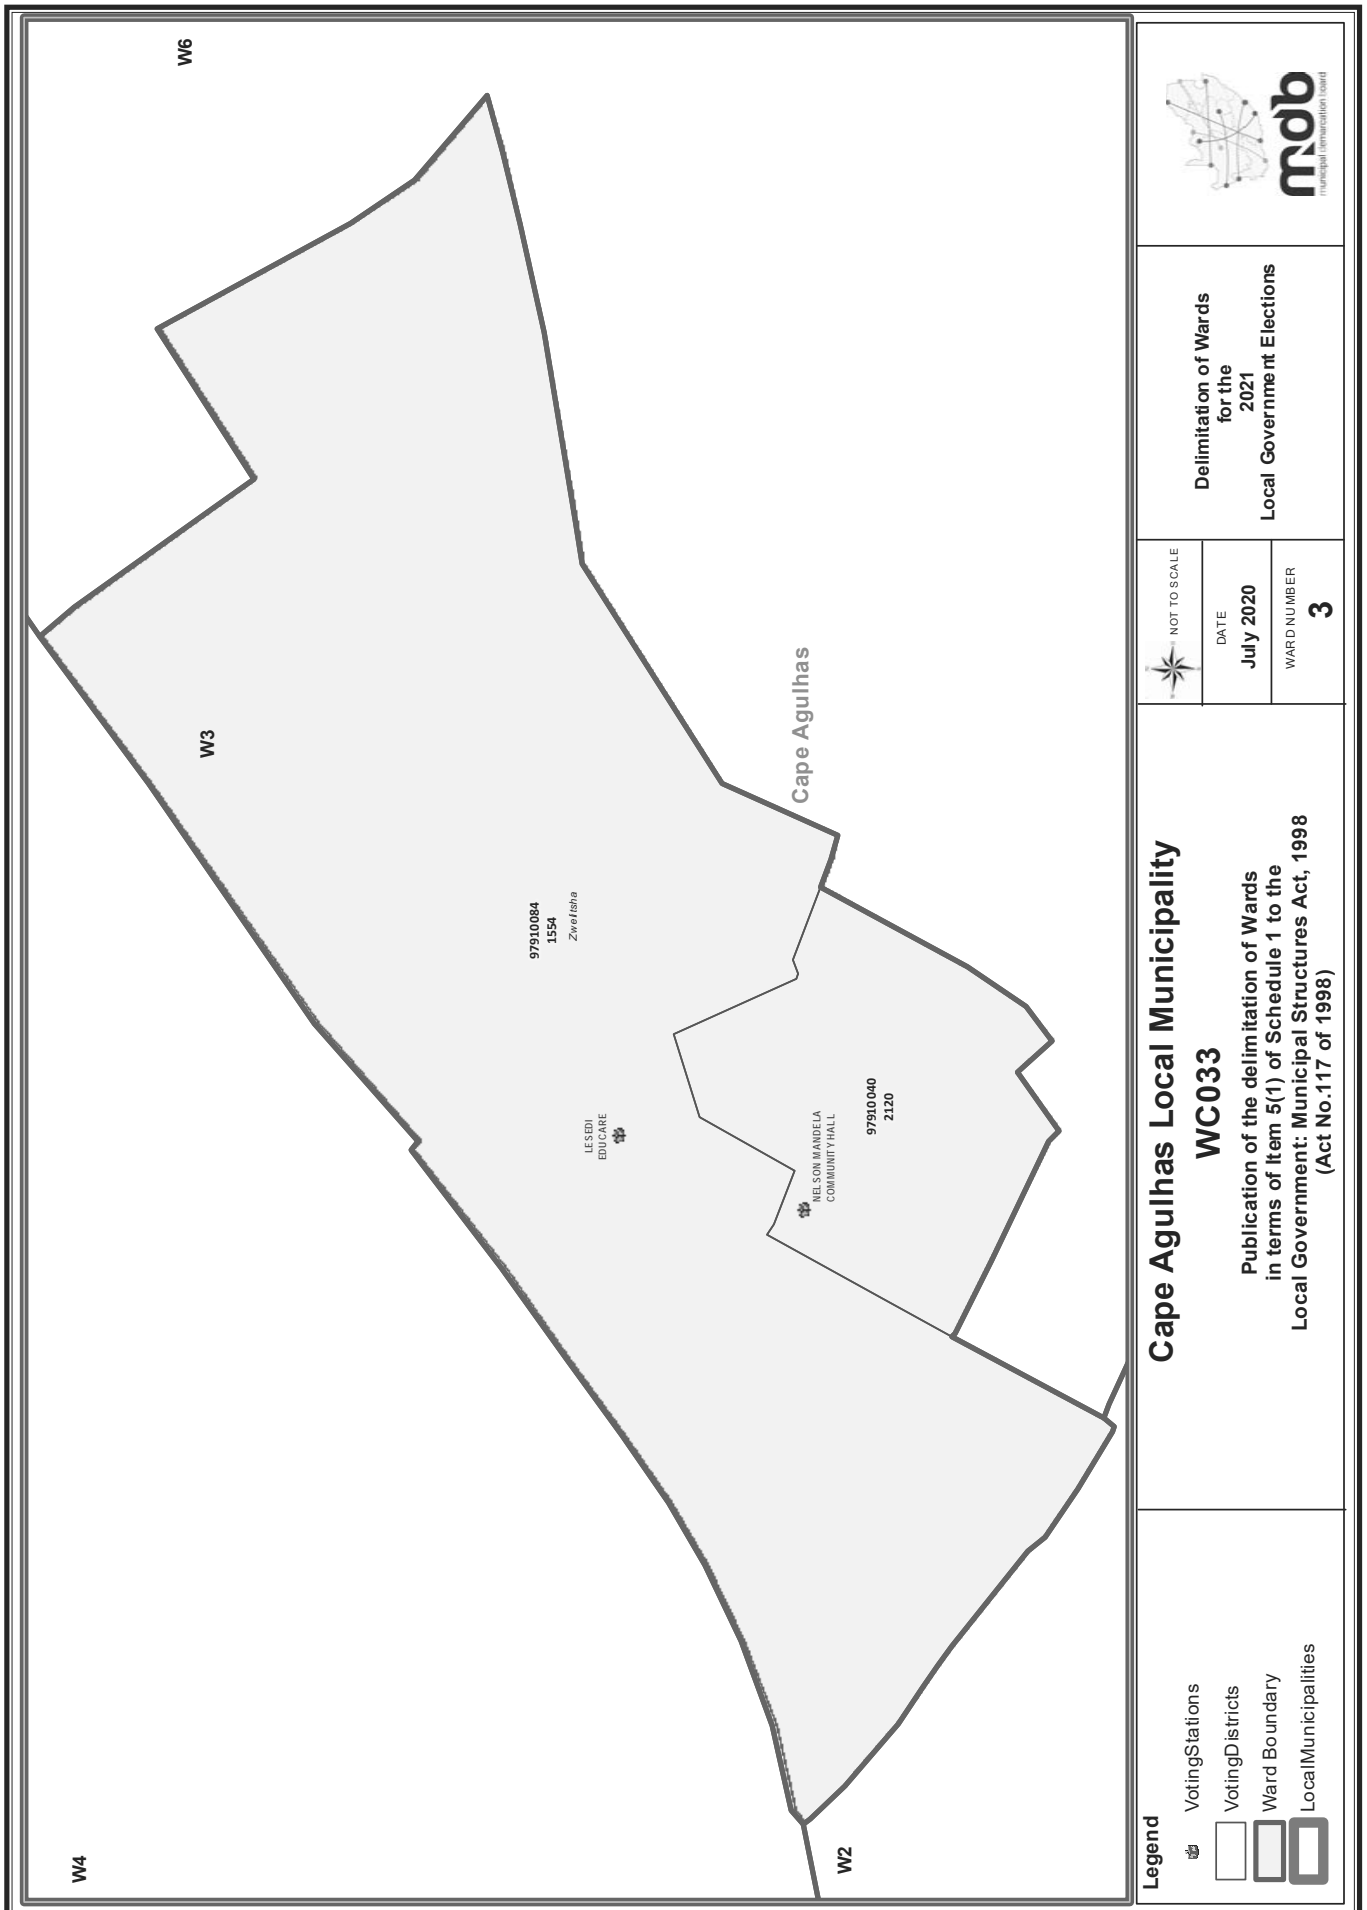 W6
W4
W3
97910084
1554
Zwelitsha
Cape Agulhas
LESEDI
EDUCARE
NELSON MANDELA
COMMUNITY HALL
97910040
2120
W2
Legend
VotingStations
VotingDistricts
Ward Boundary
LocalMunicipalities
Cape Agulhas Local Municipality
WC033
Publication of the delimitation of Wards
in terms of Item 5(1) of Schedule 1 to the
Local Government: Municipal Structures Act, 1998
(Act No.117 of 1998)
NOT TO SCALE
DATE
July 2020
WARD NUMBER
3
Delimitation of Wards
for the
2021
Local Government Elections
mdb
municipal demarcation board